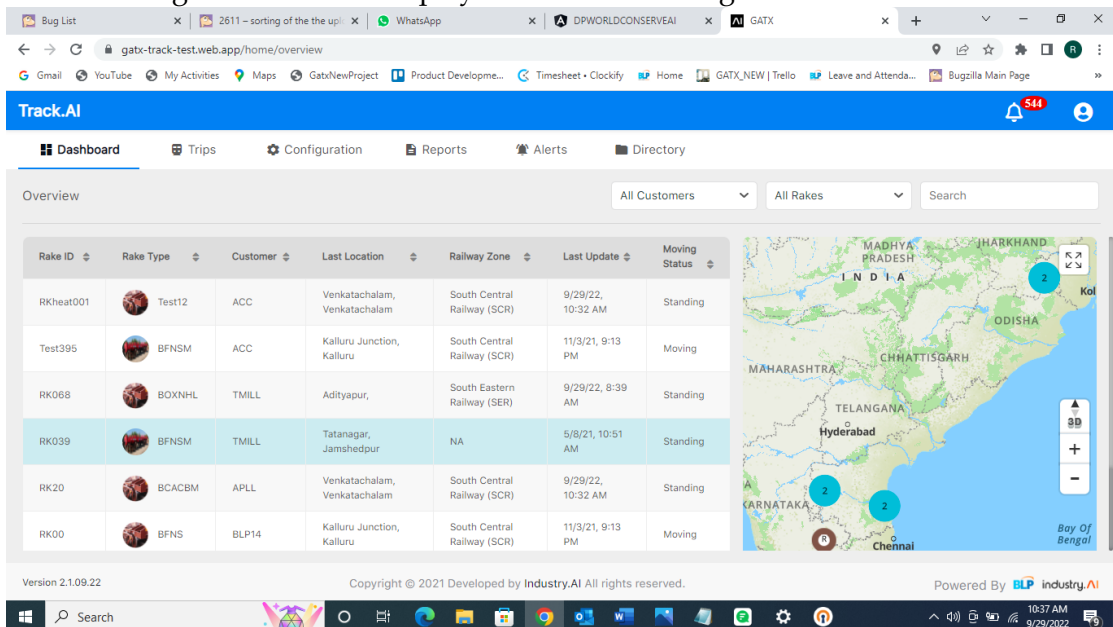 Bug List
2611 – sorting of the the upl
WhatsApp
DPWORLDCONSERVEAI
GATX
gatx-track-test.web.app/home/overview
R
Gmail YouTube My Activities Maps GatxNewProject Product Developme... Timesheet • Clockify Home GATX_NEW | Trello Leave and Attenda... Bugzilla Main Page »
Track.AI
544
Dashboard Trips Configuration Reports Alerts Directory
Overview
All Customers
All Rakes
Search
Rake ID Rake Type Customer Last Location Railway Zone Last Update Moving
Status
RKheat001 Test12 ACC Venkatachalam, South Central 9/29/22, Standing
Venkatachalam Railway (SCR) 10:32 AM
Test395 BFNSM ACC Kalluru Junction, South Central 11/3/21, 9:13 Moving
Kalluru Railway (SCR) PM
RK068 BOXNHL TMILL Adityapur, South Eastern 9/29/22, 8:39 Standing
Railway (SER) AM
RK039 BFNSM TMILL Tatanagar, NA 5/8/21, 10:51 Standing
Jamshedpur AM
RK20 BCACBM APLL Venkatachalam, South Central 9/29/22, Standing
Venkatachalam Railway (SCR) 10:32 AM
RK00 BFNS BLP14 Kalluru Junction, South Central 11/3/21, 9:13 Moving
Kalluru Railway (SCR) PM
MADHYA
PRADESH
JHARKHAND
INDIA
2
Kol
ODISHA
CHHATTISGARH
MAHARASHTRA
TELANGANA
Hyderabad
3D
+
-
A
KARNATAKA
2
2
R
Chennai
Bay Of
Bengal
Version 2.1.09.22
Copyright © 2021 Developed by Industry.AI All rights reserved.
Powered By BLP industry.AI
Search
10:37 AM
9/29/2022
9